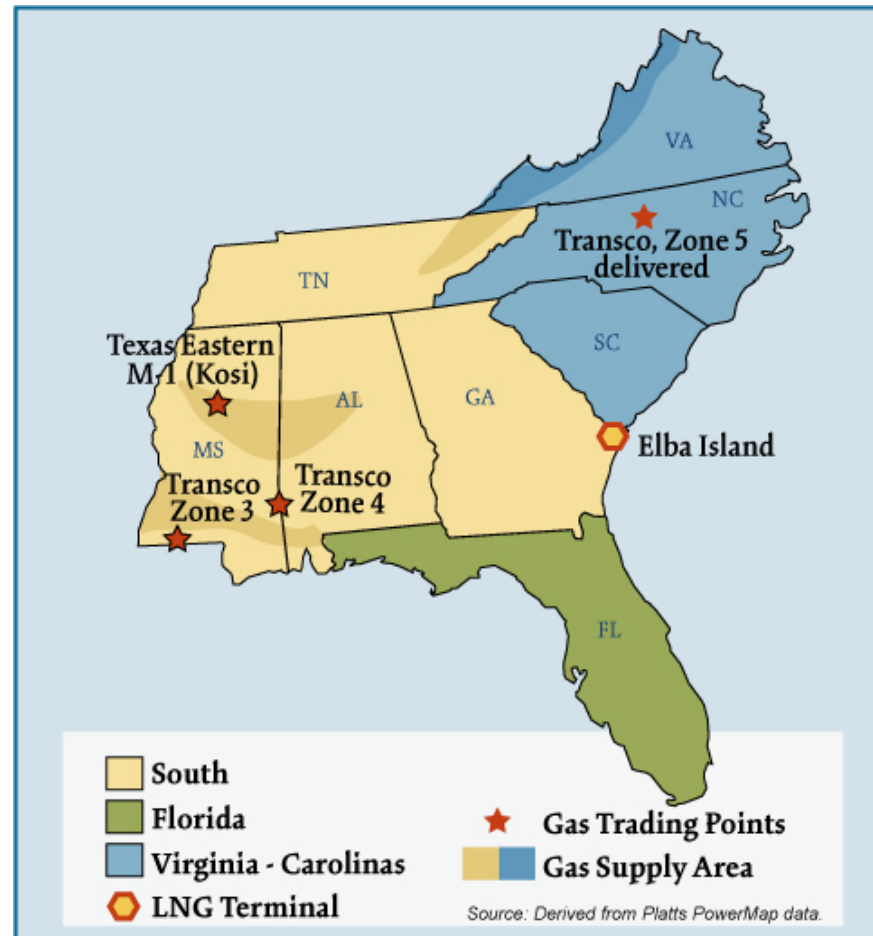 VA
NC
Transco, Zone 5
delivered
TN
SC
Texas Eastern
M-1 (Kosi)
AL
GA
MS
Elba Island
Transco
Zone 3
Transco
Zone 4
FL
South
Florida
Virginia - Carolinas
LNG Terminal
Gas Trading Points
Gas Supply Area
Source: Derived from Platts PowerMap data.